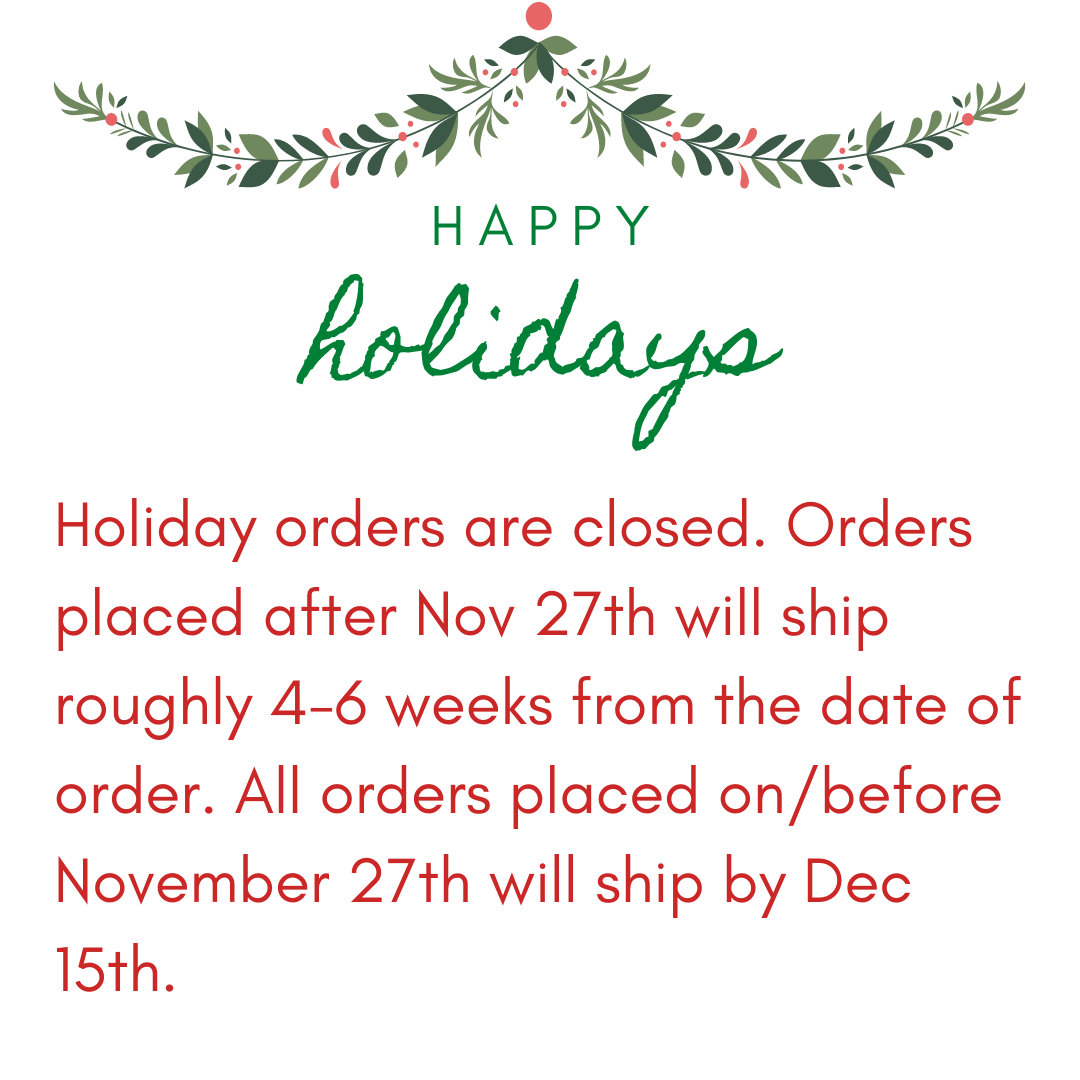 HAPPY
holidays
Holiday orders are closed. Orders
placed after Nov 27th will ship
roughly 4-6 weeks from the date of
order. All orders placed on/before
November 27th will ship by Dec
15th.